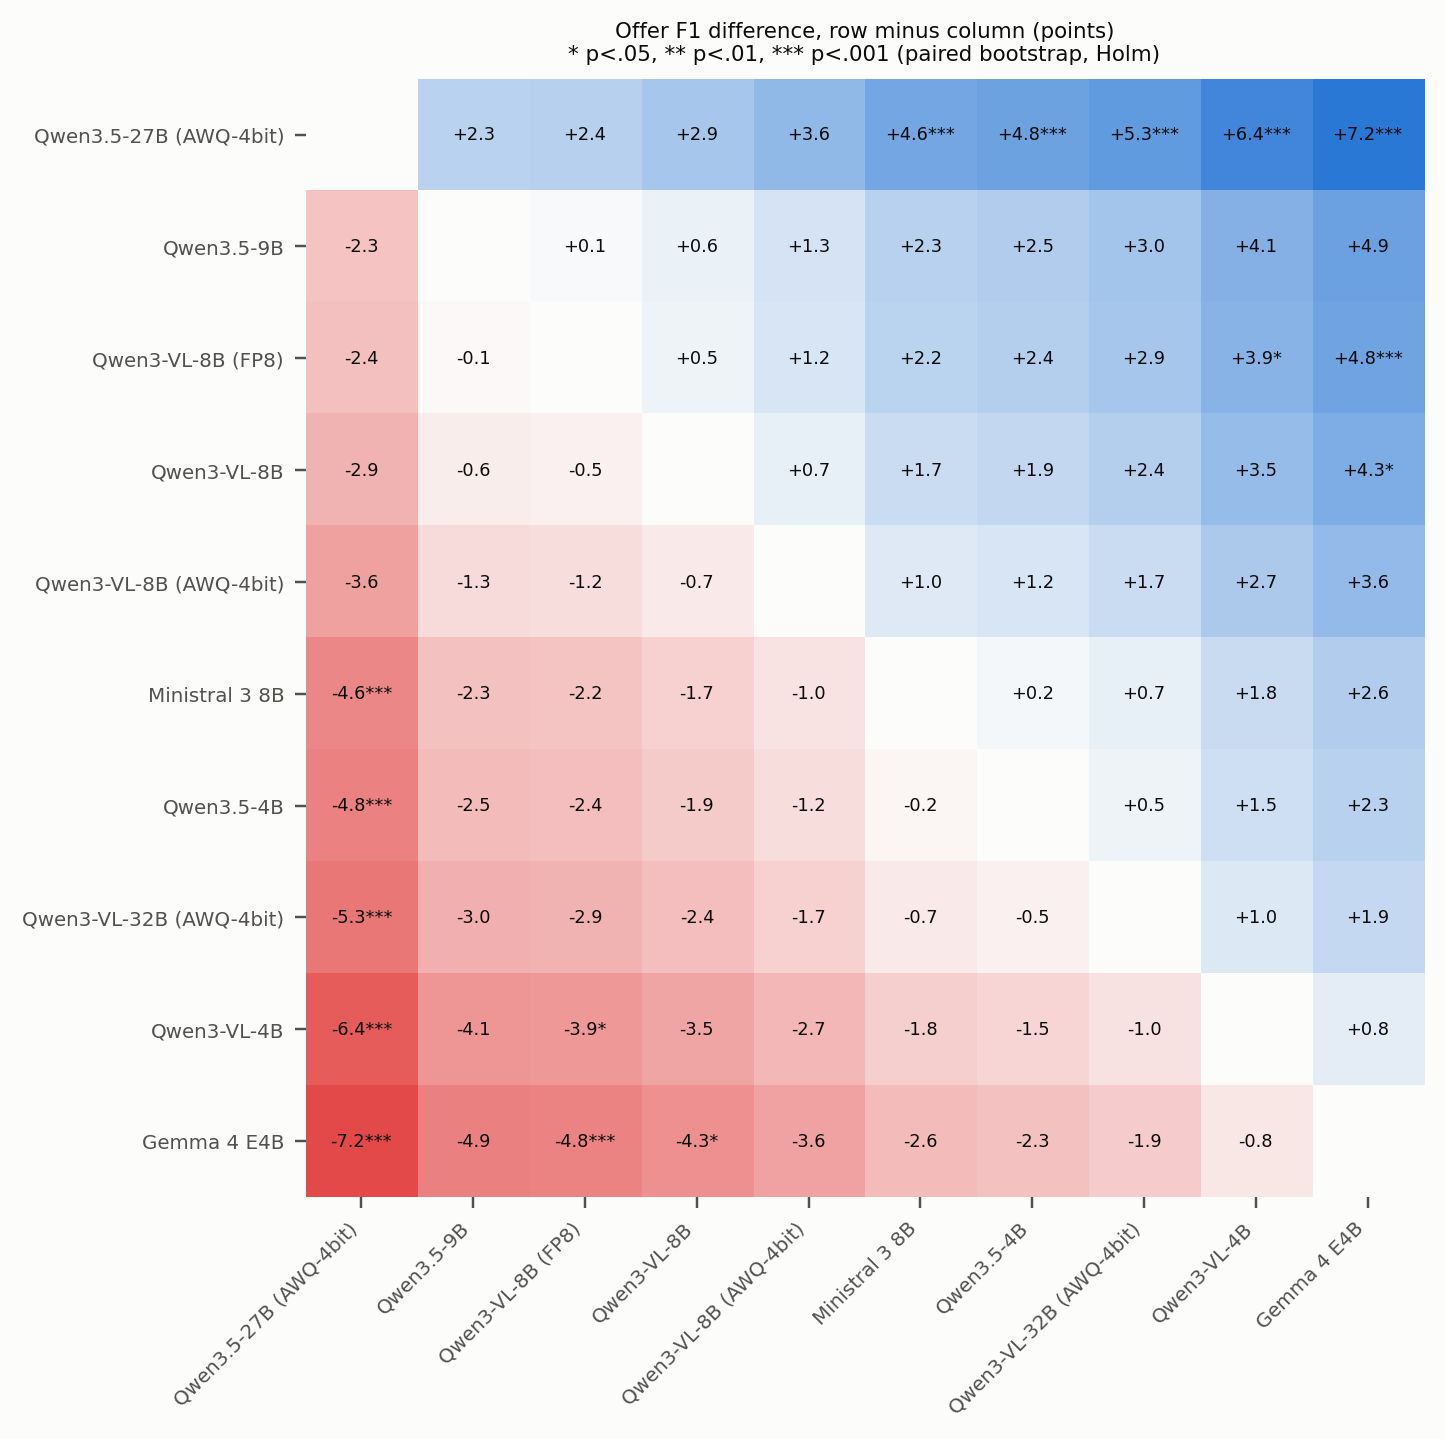 Offer F1 difference, row minus column (points)
* p<.05, ** p<.01, *** p<.001 (paired bootstrap, Holm)
Qwen3.5-27B (AWQ-4bit) +2.3 +2.4 +2.9 +3.6 +4.6*** +4.8*** +5.3*** +6.4*** +7.2***
Qwen3.5-9B -2.3 +0.1 +0.6 +1.3 +2.3 +2.5 +3.0 +4.1 +4.9
Qwen3-VL-8B (FP8) -2.4 -0.1 +0.5 +1.2 +2.2 +2.4 +2.9 +3.9* +4.8***
Qwen3-VL-8B -2.9 -0.6 -0.5 +0.7 +1.7 +1.9 +2.4 +3.5 +4.3*
Qwen3-VL-8B (AWQ-4bit) -3.6 -1.3 -1.2 -0.7 +1.0 +1.2 +1.7 +2.7 +3.6
Ministral 3 8B -4.6*** -2.3 -2.2 -1.7 -1.0 +0.2 +0.7 +1.8 +2.6
Qwen3.5-4B -4.8*** -2.5 -2.4 -1.9 -1.2 -0.2 +0.5 +1.5 +2.3
Qwen3-VL-32B (AWQ-4bit) -5.3*** -3.0 -2.9 -2.4 -1.7 -0.7 -0.5 +1.0 +1.9
Qwen3-VL-4B -6.4*** -4.1 -3.9* -3.5 -2.7 -1.8 -1.5 -1.0 +0.8
Gemma 4 E4B -7.2*** -4.9 -4.8*** -4.3* -3.6 -2.6 -2.3 -1.9 -0.8
Qwen3.5-27B (AWQ-4bit)
Qwen3.5-9B
Qwen3-VL-8B (FP8)
Qwen3-VL-8B
Qwen3-VL-8B (AWQ-4bit)
Ministral 3 8B
Qwen3.5-4B
Qwen3-VL-32B (AWQ-4bit)
Qwen3-VL-4B
Gemma 4 E4B